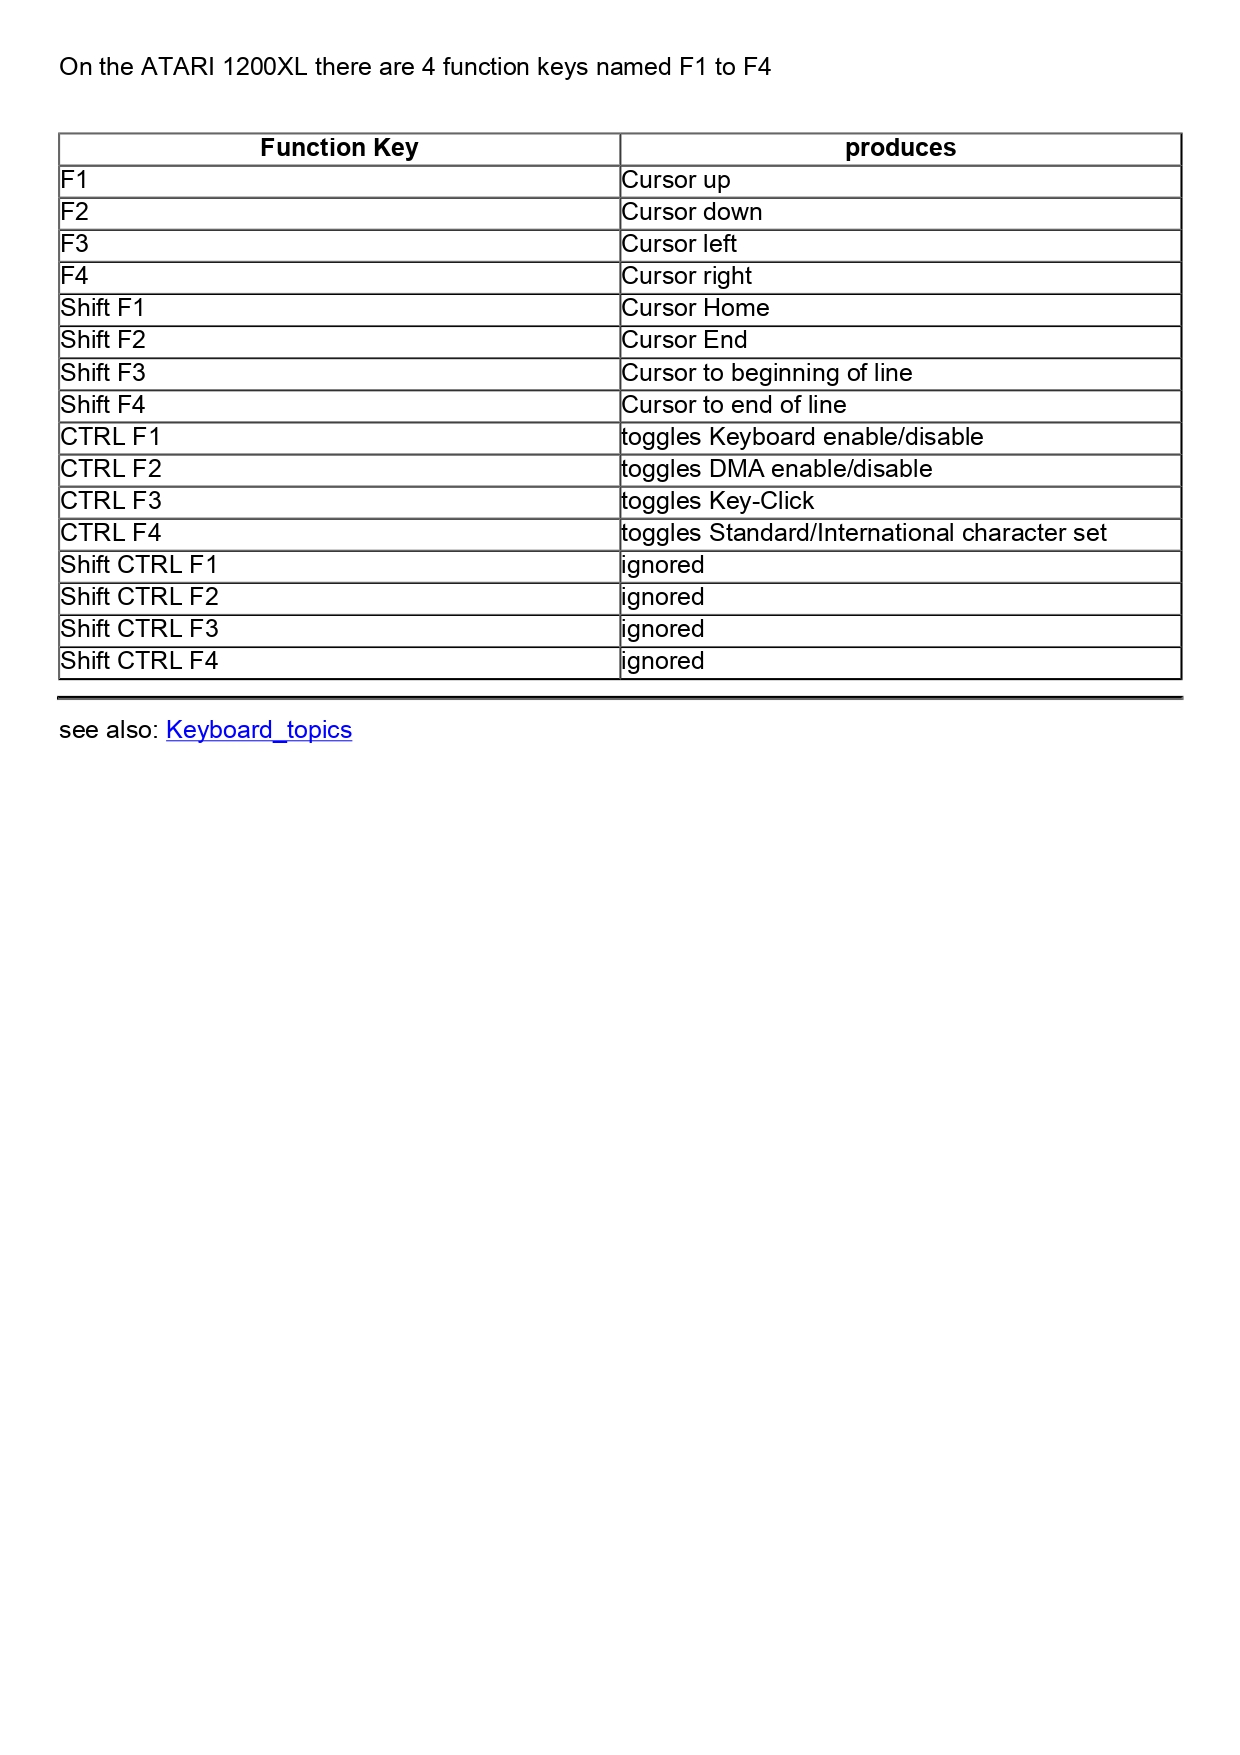 On the ATARI 1200XL there are 4 function keys named F1 to F4
Function Key produces
F1 Cursor up
F2 Cursor down
F3 Cursor left
F4 Cursor right
Shift F1 Cursor Home
Shift F2 Cursor End
Shift F3 Cursor to beginning of line
Shift F4 Cursor to end of line
CTRL F1 toggles Keyboard enable/disable
CTRL F2 toggles DMA enable/disable
CTRL F3 toggles Key-Click
CTRL F4 toggles Standard/International character set
Shift CTRL F1 ignored
Shift CTRL F2 ignored
Shift CTRL F3 ignored
Shift CTRL F4 ignored
see also: Keyboard_topics